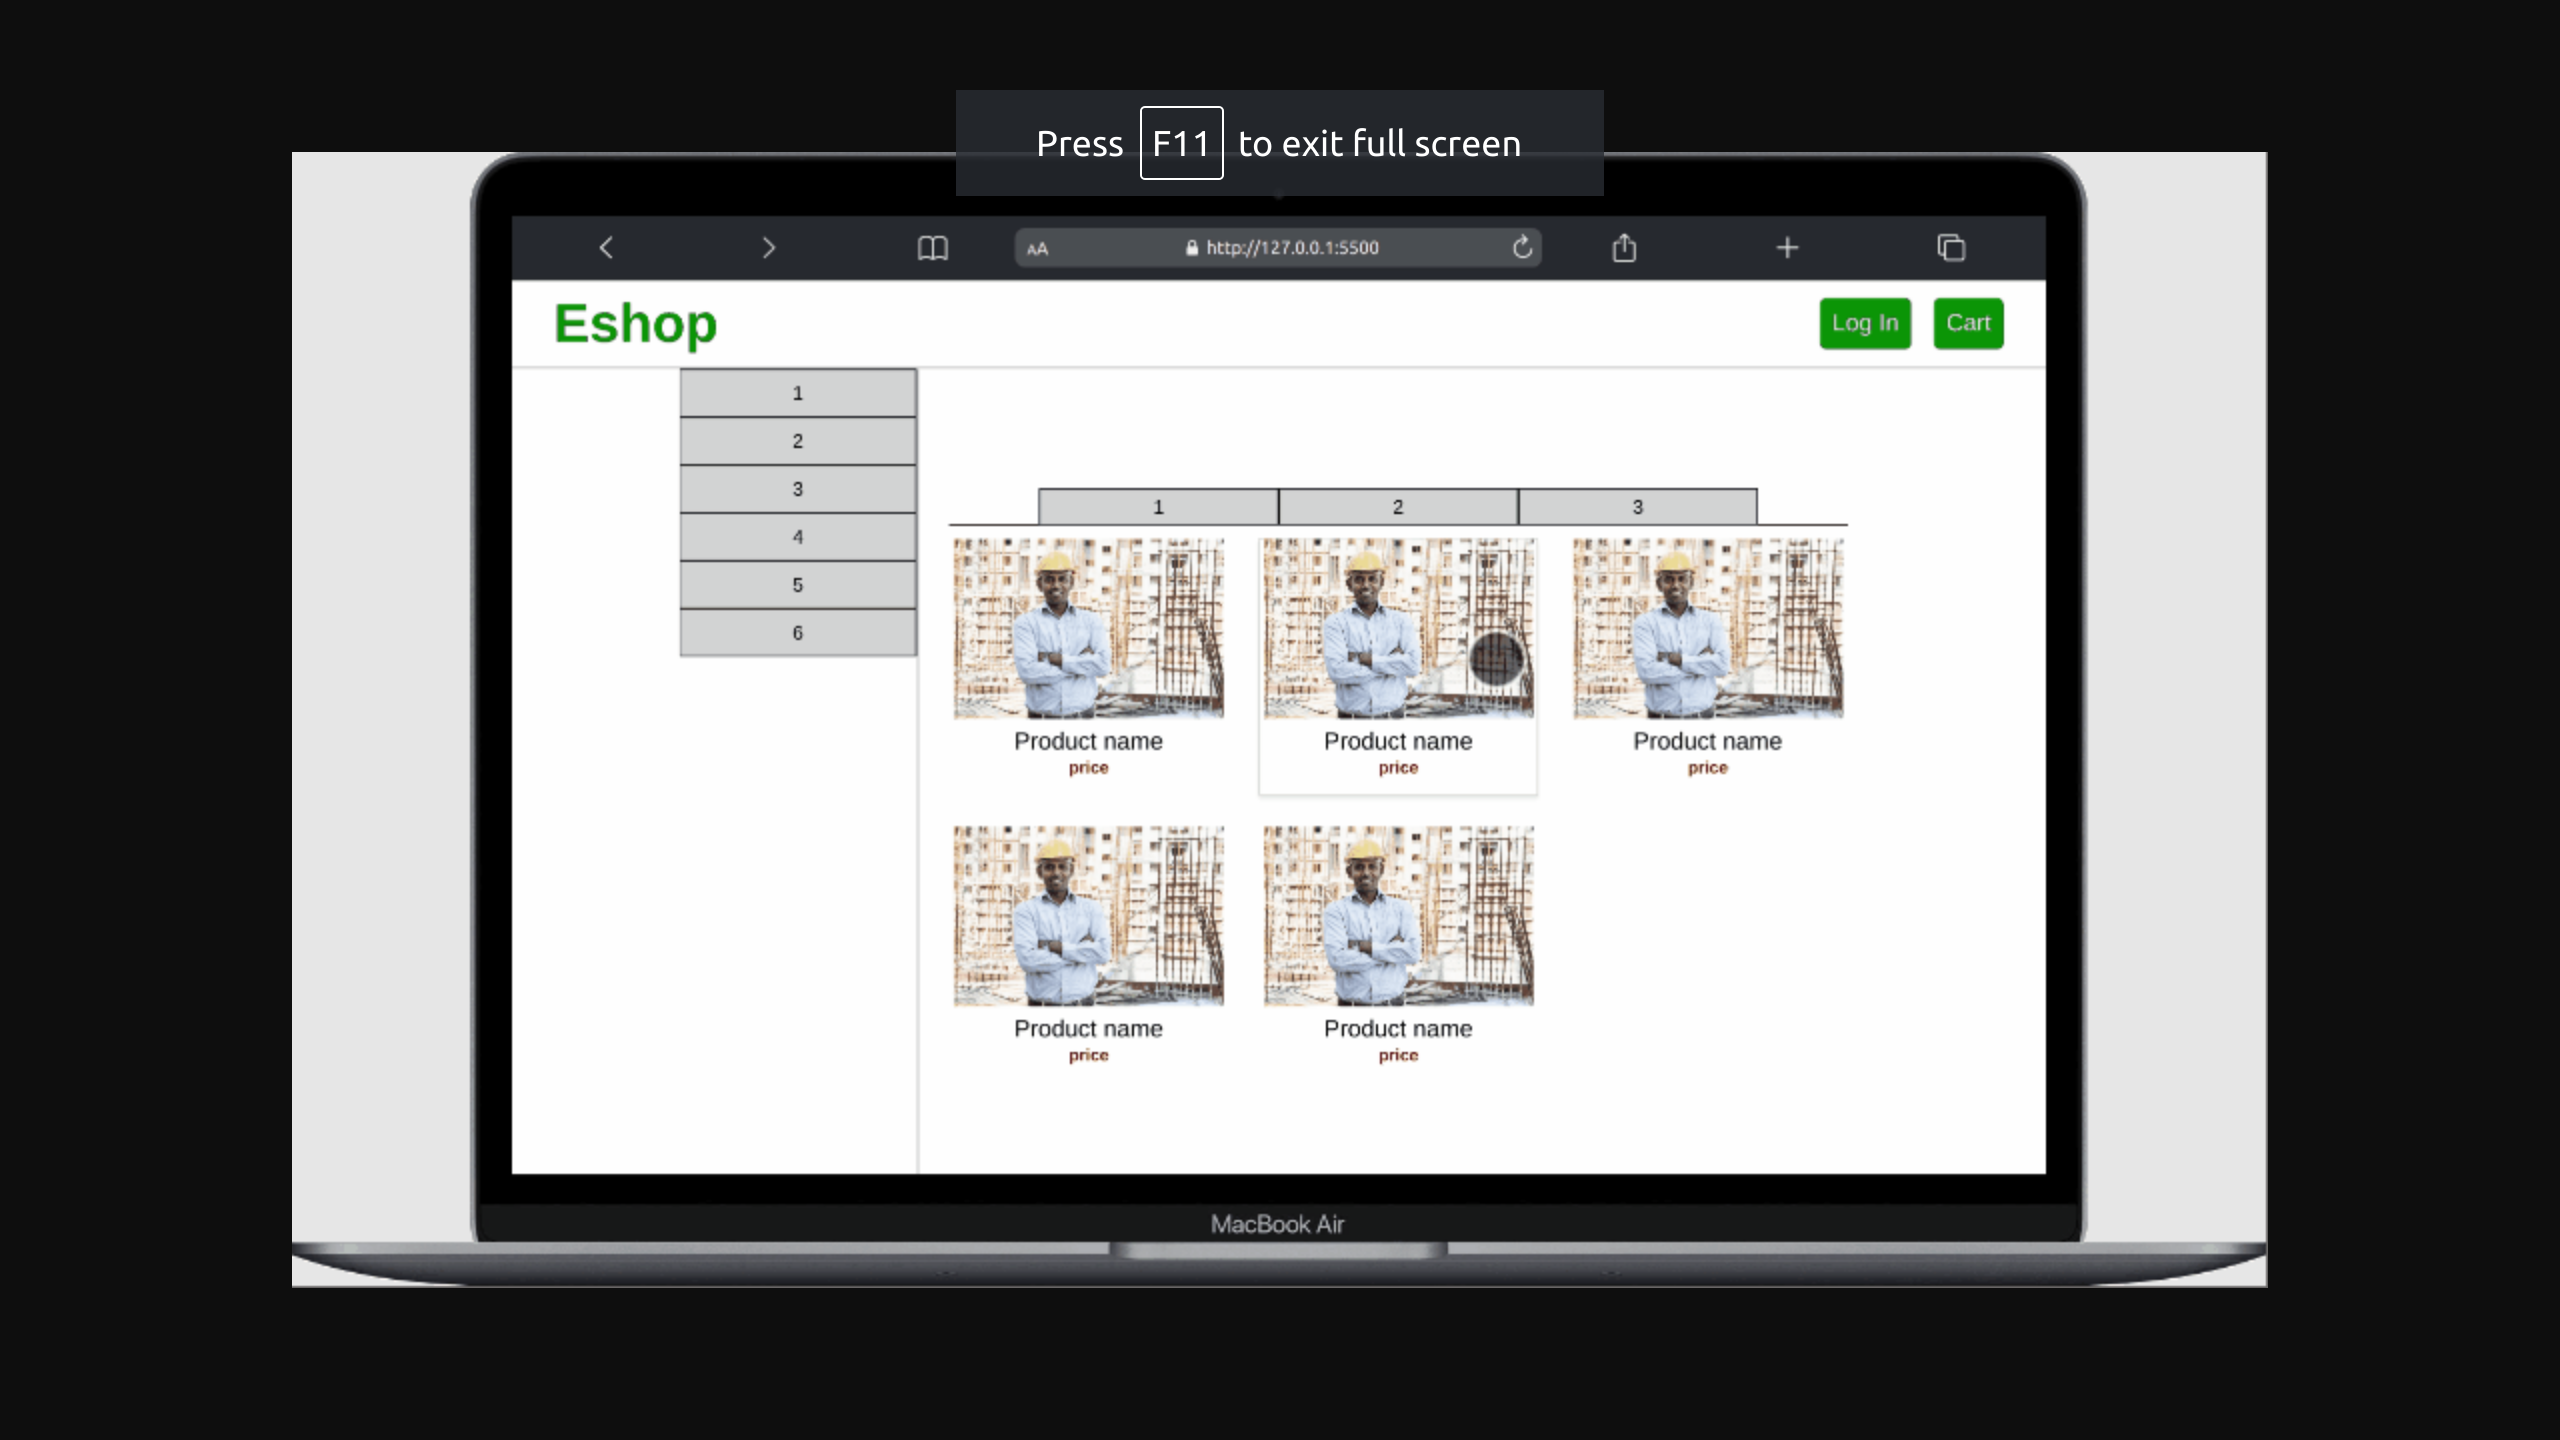 Press F11 to exit full screen
AA http://127.0.0.1:5500
Eshop
Log In Cart
1
2
3
4
5
6
1 2 3
Product name Product name Product name
price price price
Product name Product name
price price
MacBook Air